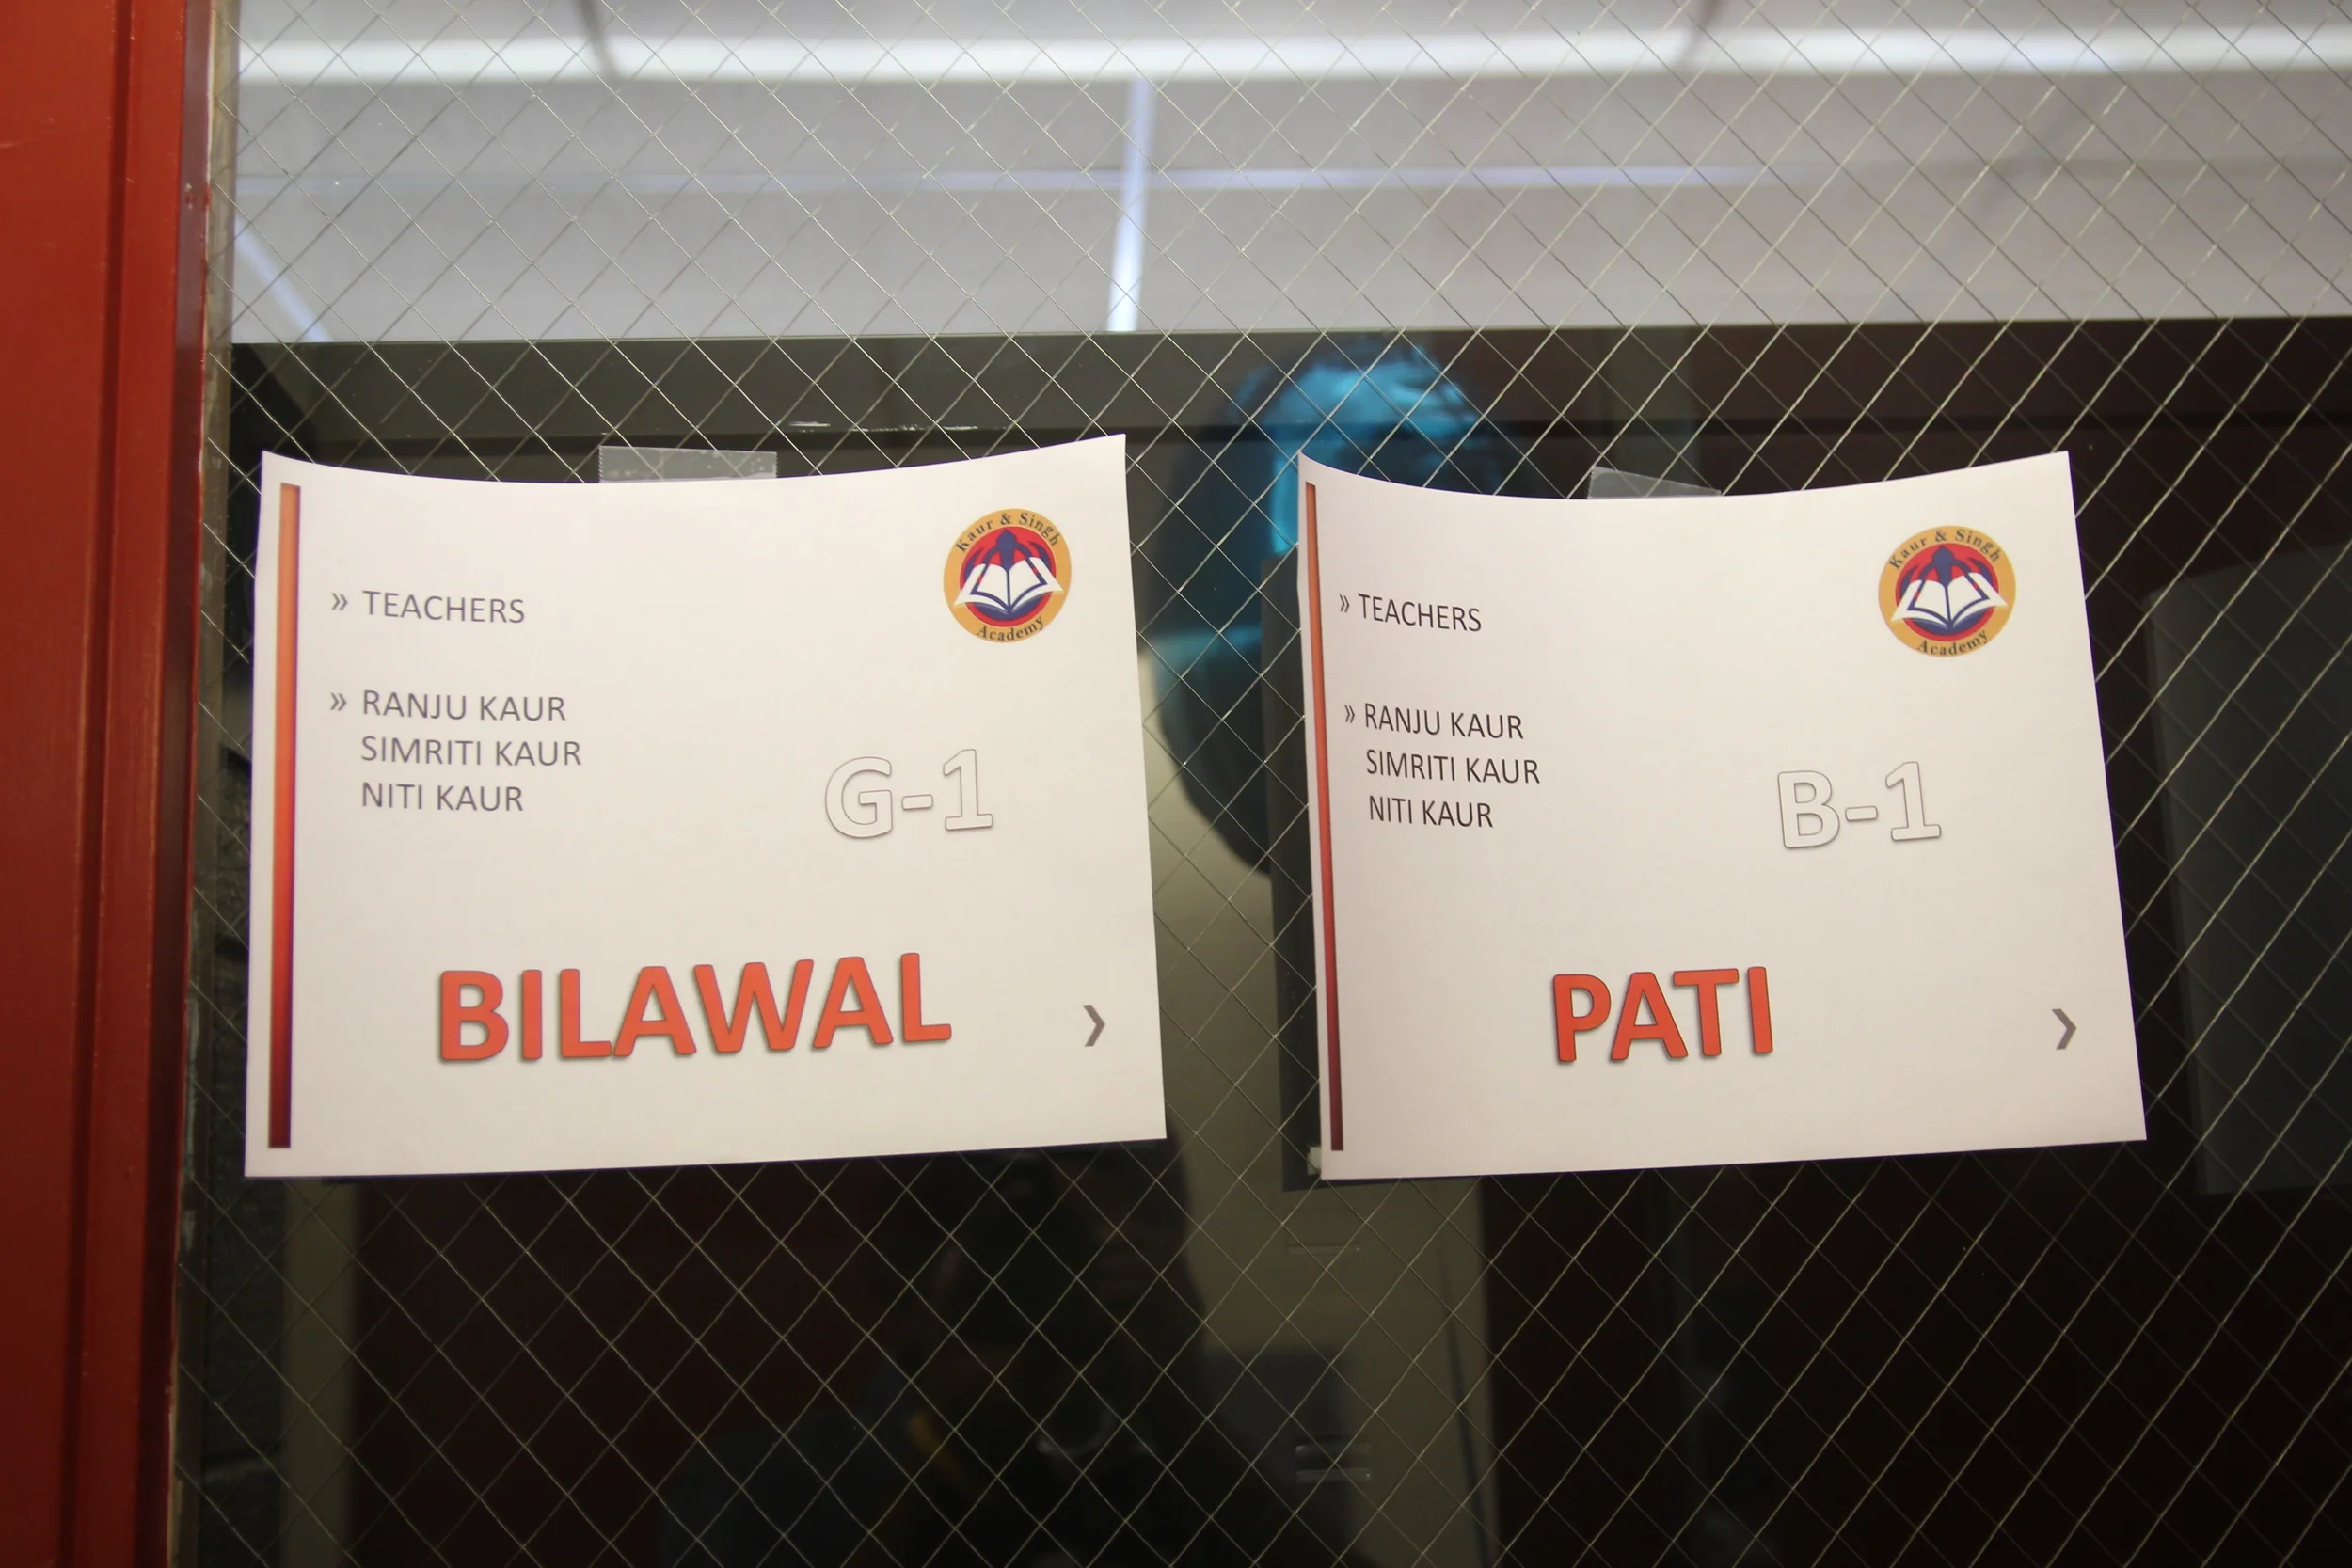 Kaur & Singh
Academy
» TEACHERS
» RANJU KAUR
SIMRITI KAUR
NITI KAUR
G-1
BILAWAL
Kaur & Singh
Academy
» TEACHERS
» RANJU KAUR
SIMRITI KAUR
NITI KAUR
B-1
PATI